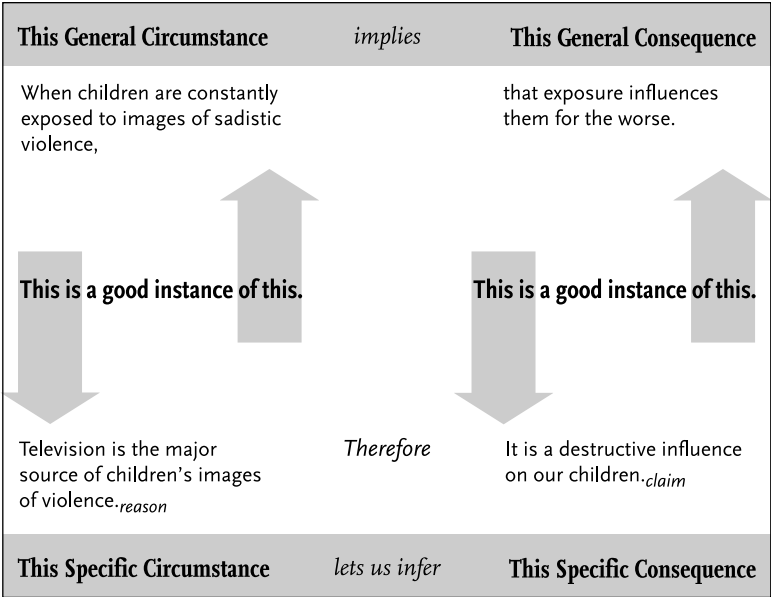 This General Circumstance implies This General Consequence
When children are constantly
exposed to images of sadistic
violence,
that exposure influences
them for the worse.
This is a good instance of this.
This is a good instance of this.
Television is the major
source of children’s images
of violence.reason
Therefore
It is a destructive influence
on our children.claim
This Specific Circumstance lets us infer This Specific Consequence